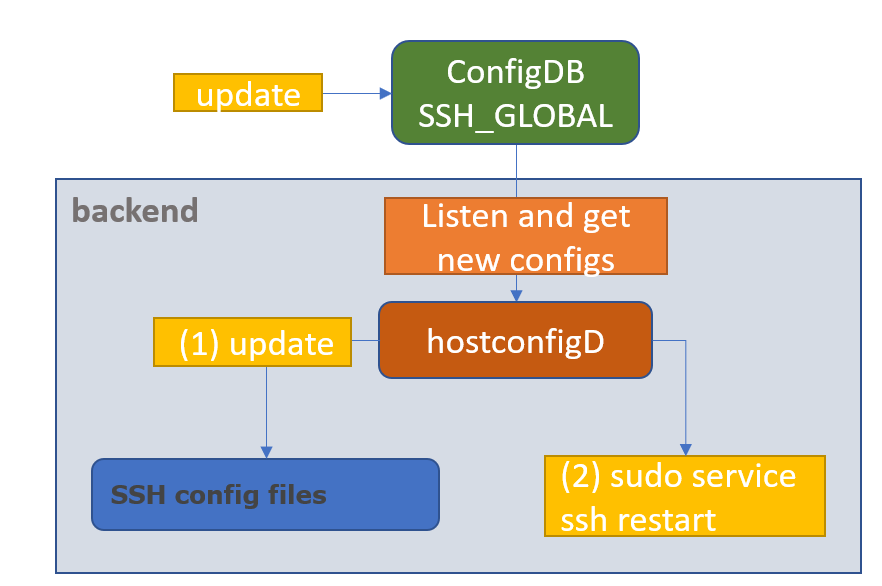 update
ConfigDB
SSH_GLOBAL
backend
Listen and get
new configs
(1) update
hostconfigD
SSH config files
(2) sudo service
ssh restart